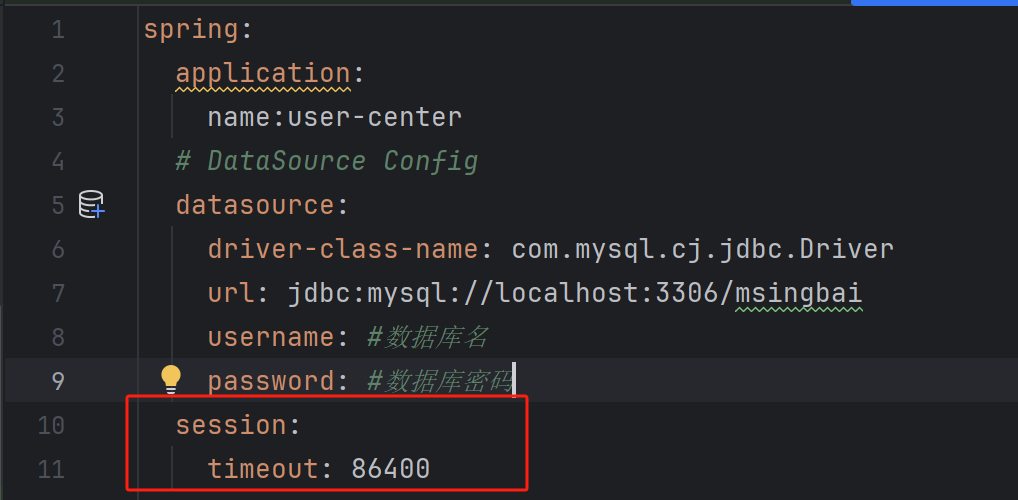 1 spring:
2 application:
3 name:user-center
4 # DataSource Config
5 datasource:
6 driver-class-name: com.mysql.cj.jdbc.Driver
7 url: jdbc:mysql://localhost:3306/msingbai
8 username: #数据库名
9 password: #数据库密码
10 session:
11 timeout: 86400